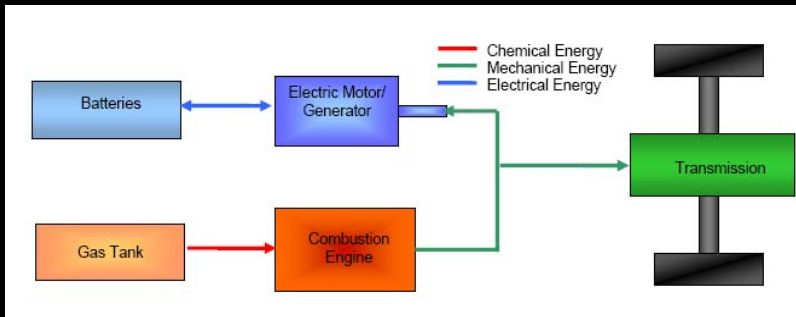 Chemical Energy
Mechanical Energy
Electrical Energy
Batteries
Electric Motor/
Generator
Transmission
Gas Tank
Combustion
Engine